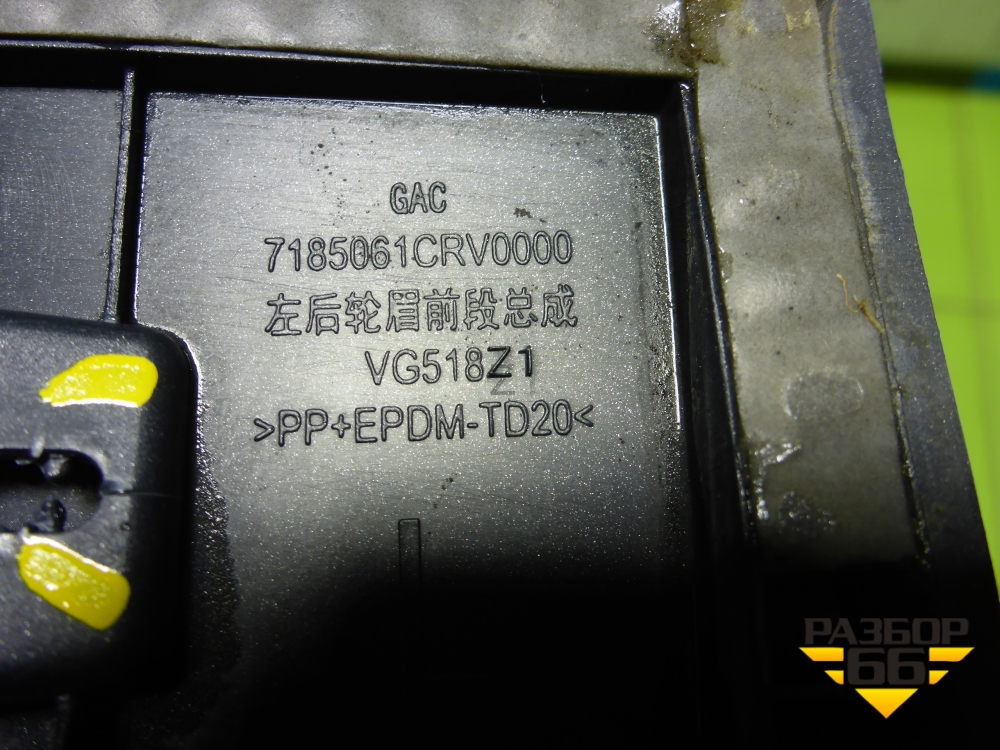 GAC
7185061CRV0000
左后轮眉前段总成
VG518Z1
>PP+EPDM-TD20<
РАЗБОР
66